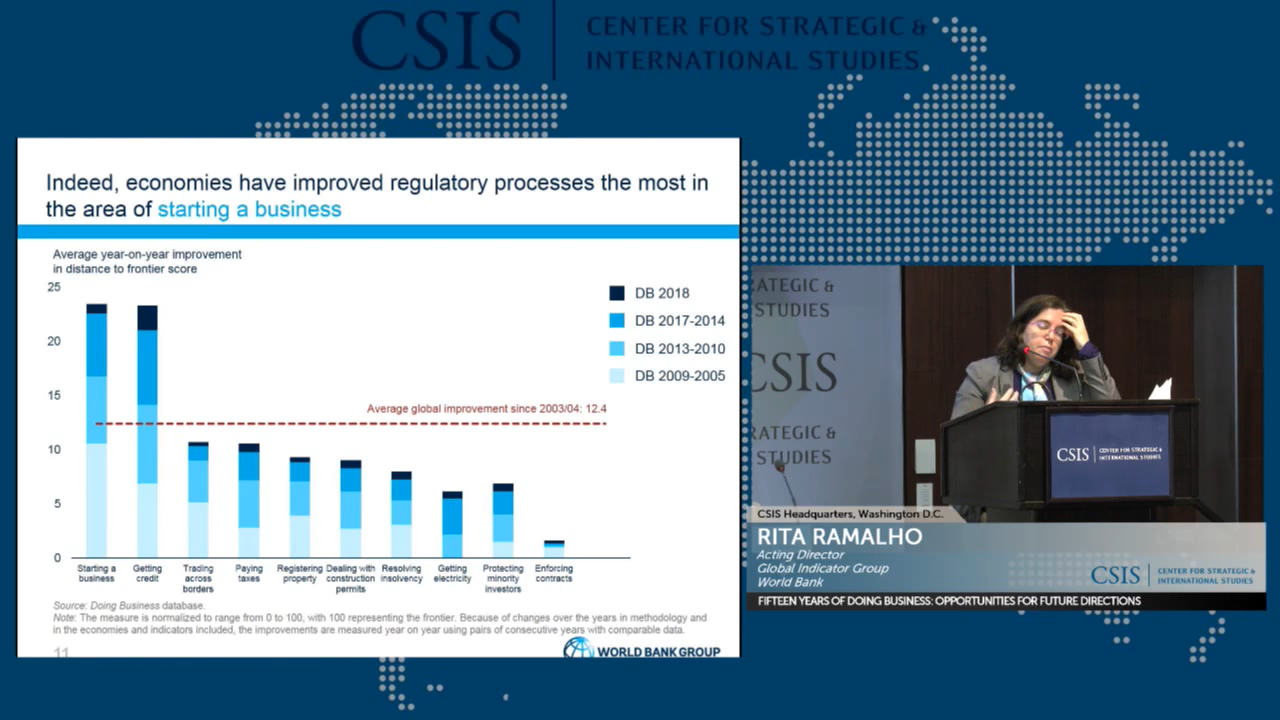 CSIS
CENTER FOR STRATEGIC &
INTERNATIONAL STUDIES
Indeed, economies have improved regulatory processes the most in
the area of starting a business
Average year-on-year improvement
in distance to frontier score
25
20
15
10
5
0
DB 2018
DB 2017-2014
DB 2013-2010
DB 2009-2005
Average global improvement since 2003/04: 12.4
Starting a
business
Getting
credit
Trading
across
borders
Paying
taxes
Registering
property
Dealing with
construction
permits
Resolving
insolvency
Getting
electricity
Protecting
minority
investors
Enforcing
contracts
Source: Doing Business database.
Note: The measure is normalized to range from 0 to 100, with 100 representing the frontier. Because of changes over the years in methodology and
in the economies and indicators included, the improvements are measured year on year using pairs of consecutive years with comparable data.
11
WORLD BANK GROUP
ATEGIC &
STUDIES
CSIS
RATEGIC &
STUDIES
CSIS
CENTER FOR STRATEGIC &
INTERNATIONAL STUDIES
CSIS Headquarters, Washington D.C.
RITA RAMALHO
Acting Director
Global Indicator Group
World Bank
CSIS
CENTER FOR STRATEGIC &
INTERNATIONAL STUDIES
FIFTEEN YEARS OF DOING BUSINESS: OPPORTUNITIES FOR FUTURE DIRECTIONS